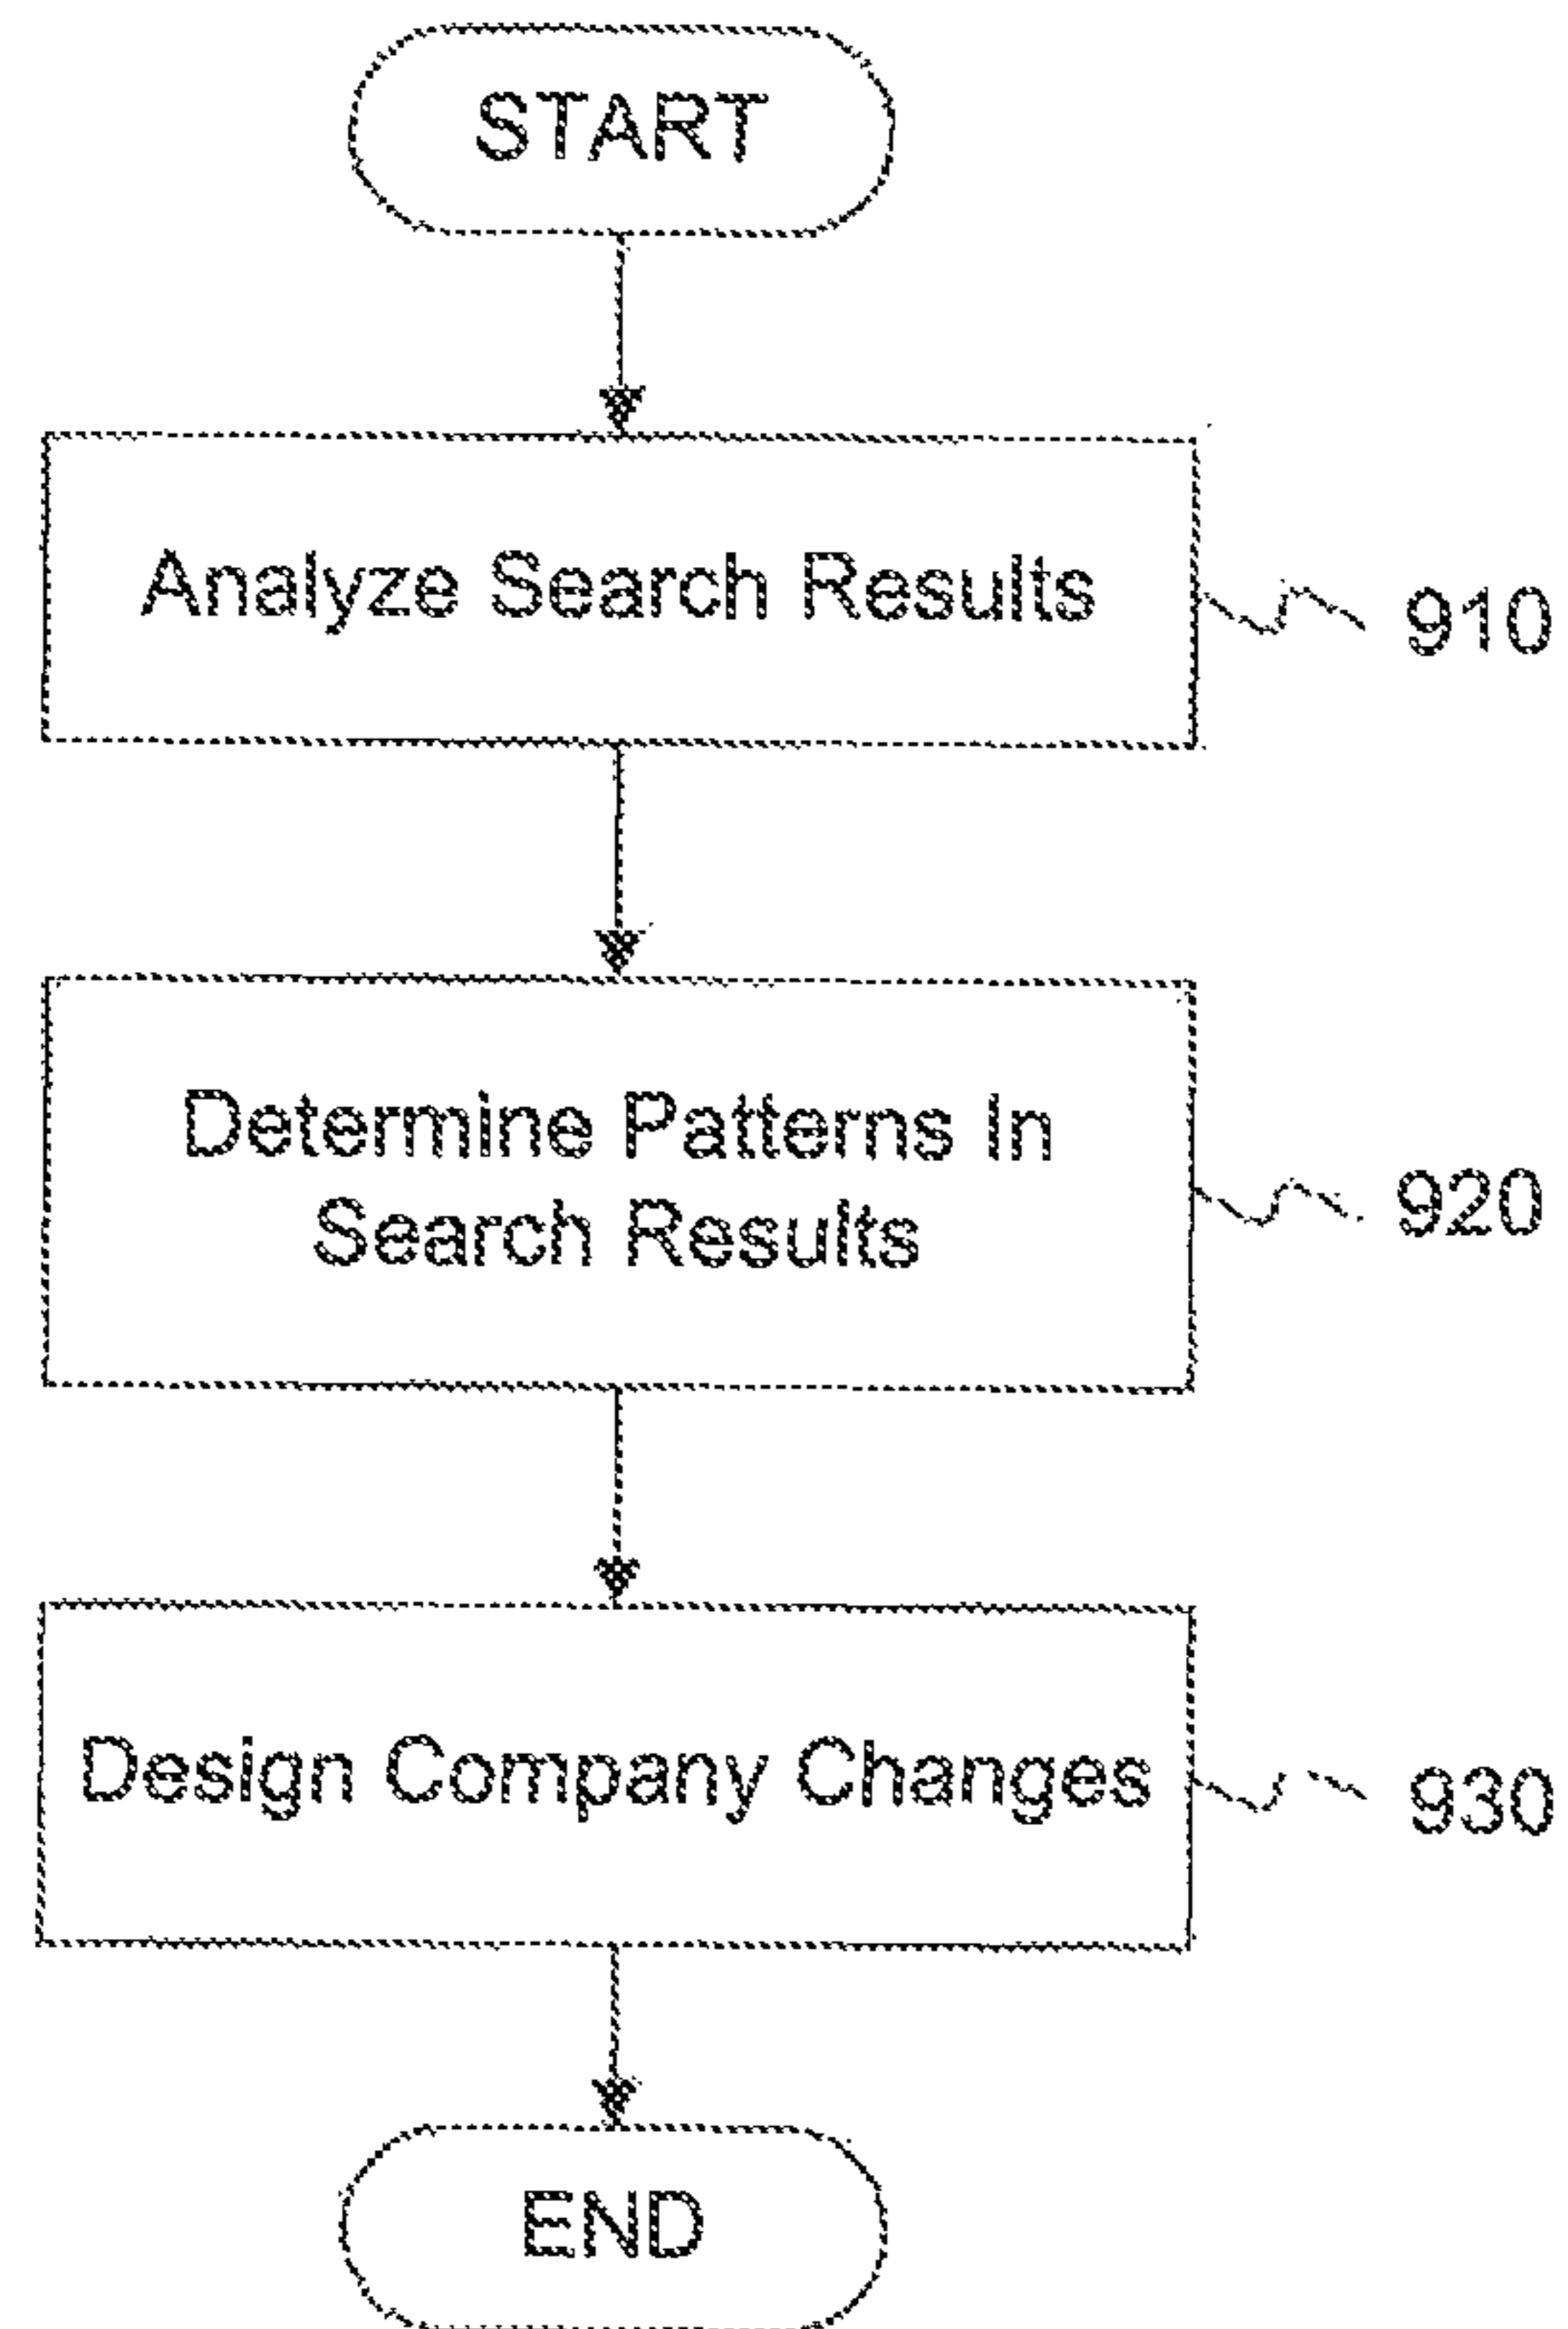 START
Analyze Search Results
910
Determine Patterns In
Search Results
920
Design Company Changes
930
END